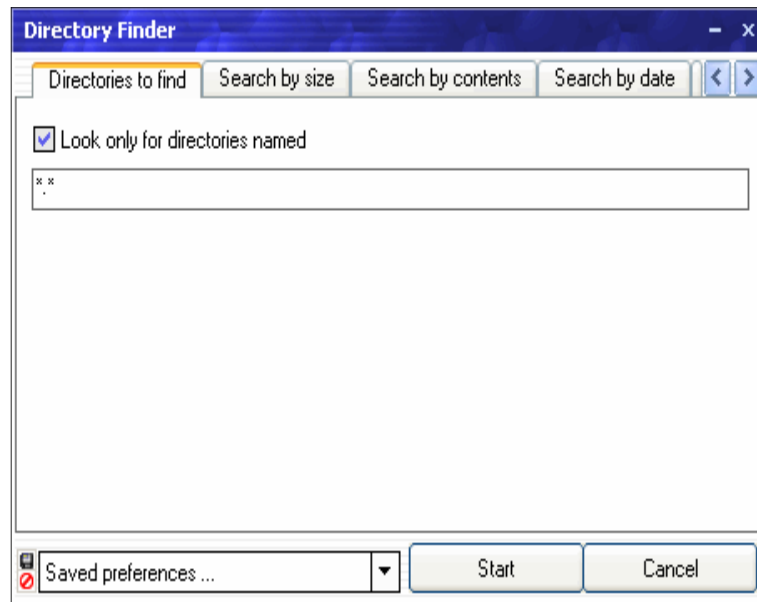 Directory Finder
Directories to find
Search by size
Search by contents
Search by date
Look only for directories named
*.*
Saved preferences ...
Start
Cancel